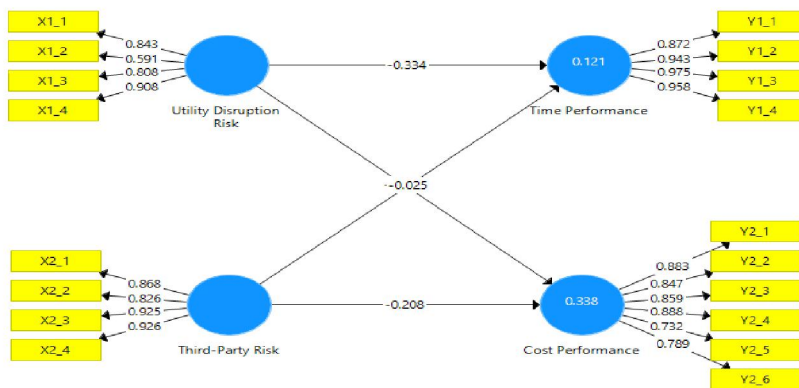 X1_1
X1_2
X1_3
X1_4
0.843
0.591
0.808
0.908
Utility Disruption
Risk
-0.334
0.121
Time Performance
0.872
0.943
0.975
0.958
Y1_1
Y1_2
Y1_3
Y1_4
-0.025
X2_1
X2_2
X2_3
X2_4
0.868
0.826
0.925
0.926
Third-Party Risk
-0.208
0.338
Cost Performance
0.883
0.847
0.859
0.888
0.732
0.789
Y2_1
Y2_2
Y2_3
Y2_4
Y2_5
Y2_6